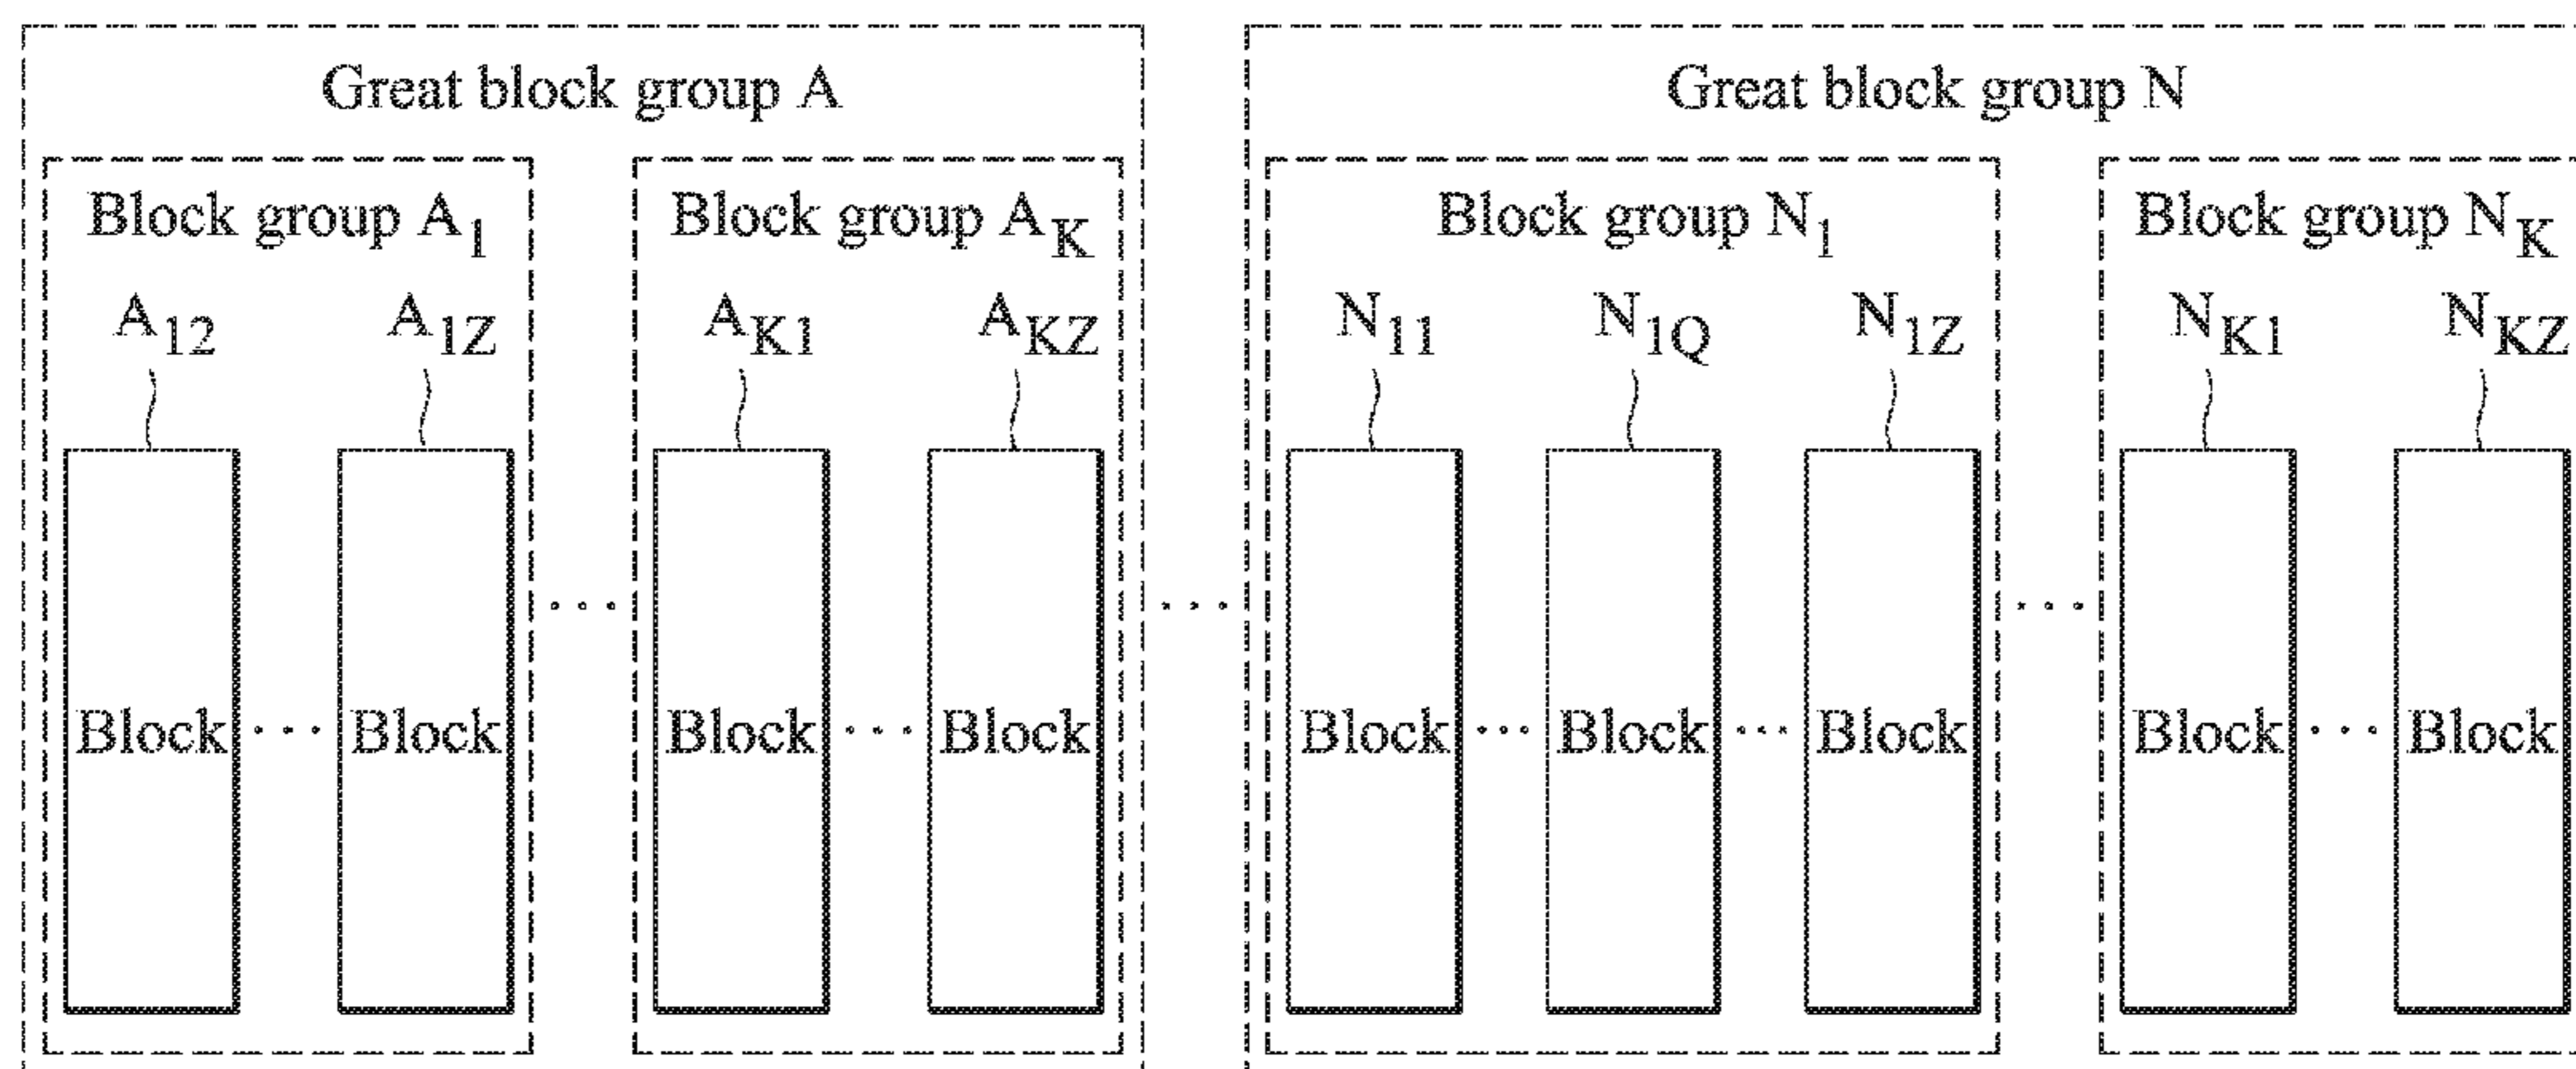 Great block group A Great block group N
Block group A1 Block group AK Block group N1 Block group NK
A12 A1Z AK1 AKZ N11 N1Q N1Z NK1 NKZ
... ... ...
Block ... Block Block ... Block Block ... Block ... Block Block ... Block